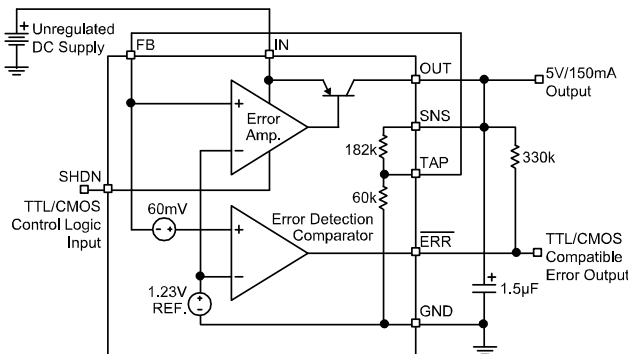 Unregulated
DC Supply
FB
IN
OUT
5V/150mA
Output
+
Error
Amp.
−
SNS
182k
TAP
330k
SHDN
TTL/CMOS
Control Logic
Input
60mV
- +
60k
Error Detection
Comparator
+
−
ERR
TTL/CMOS
Compatible
Error Output
1.23V
REF.
+
-
+
1.5µF
GND
+